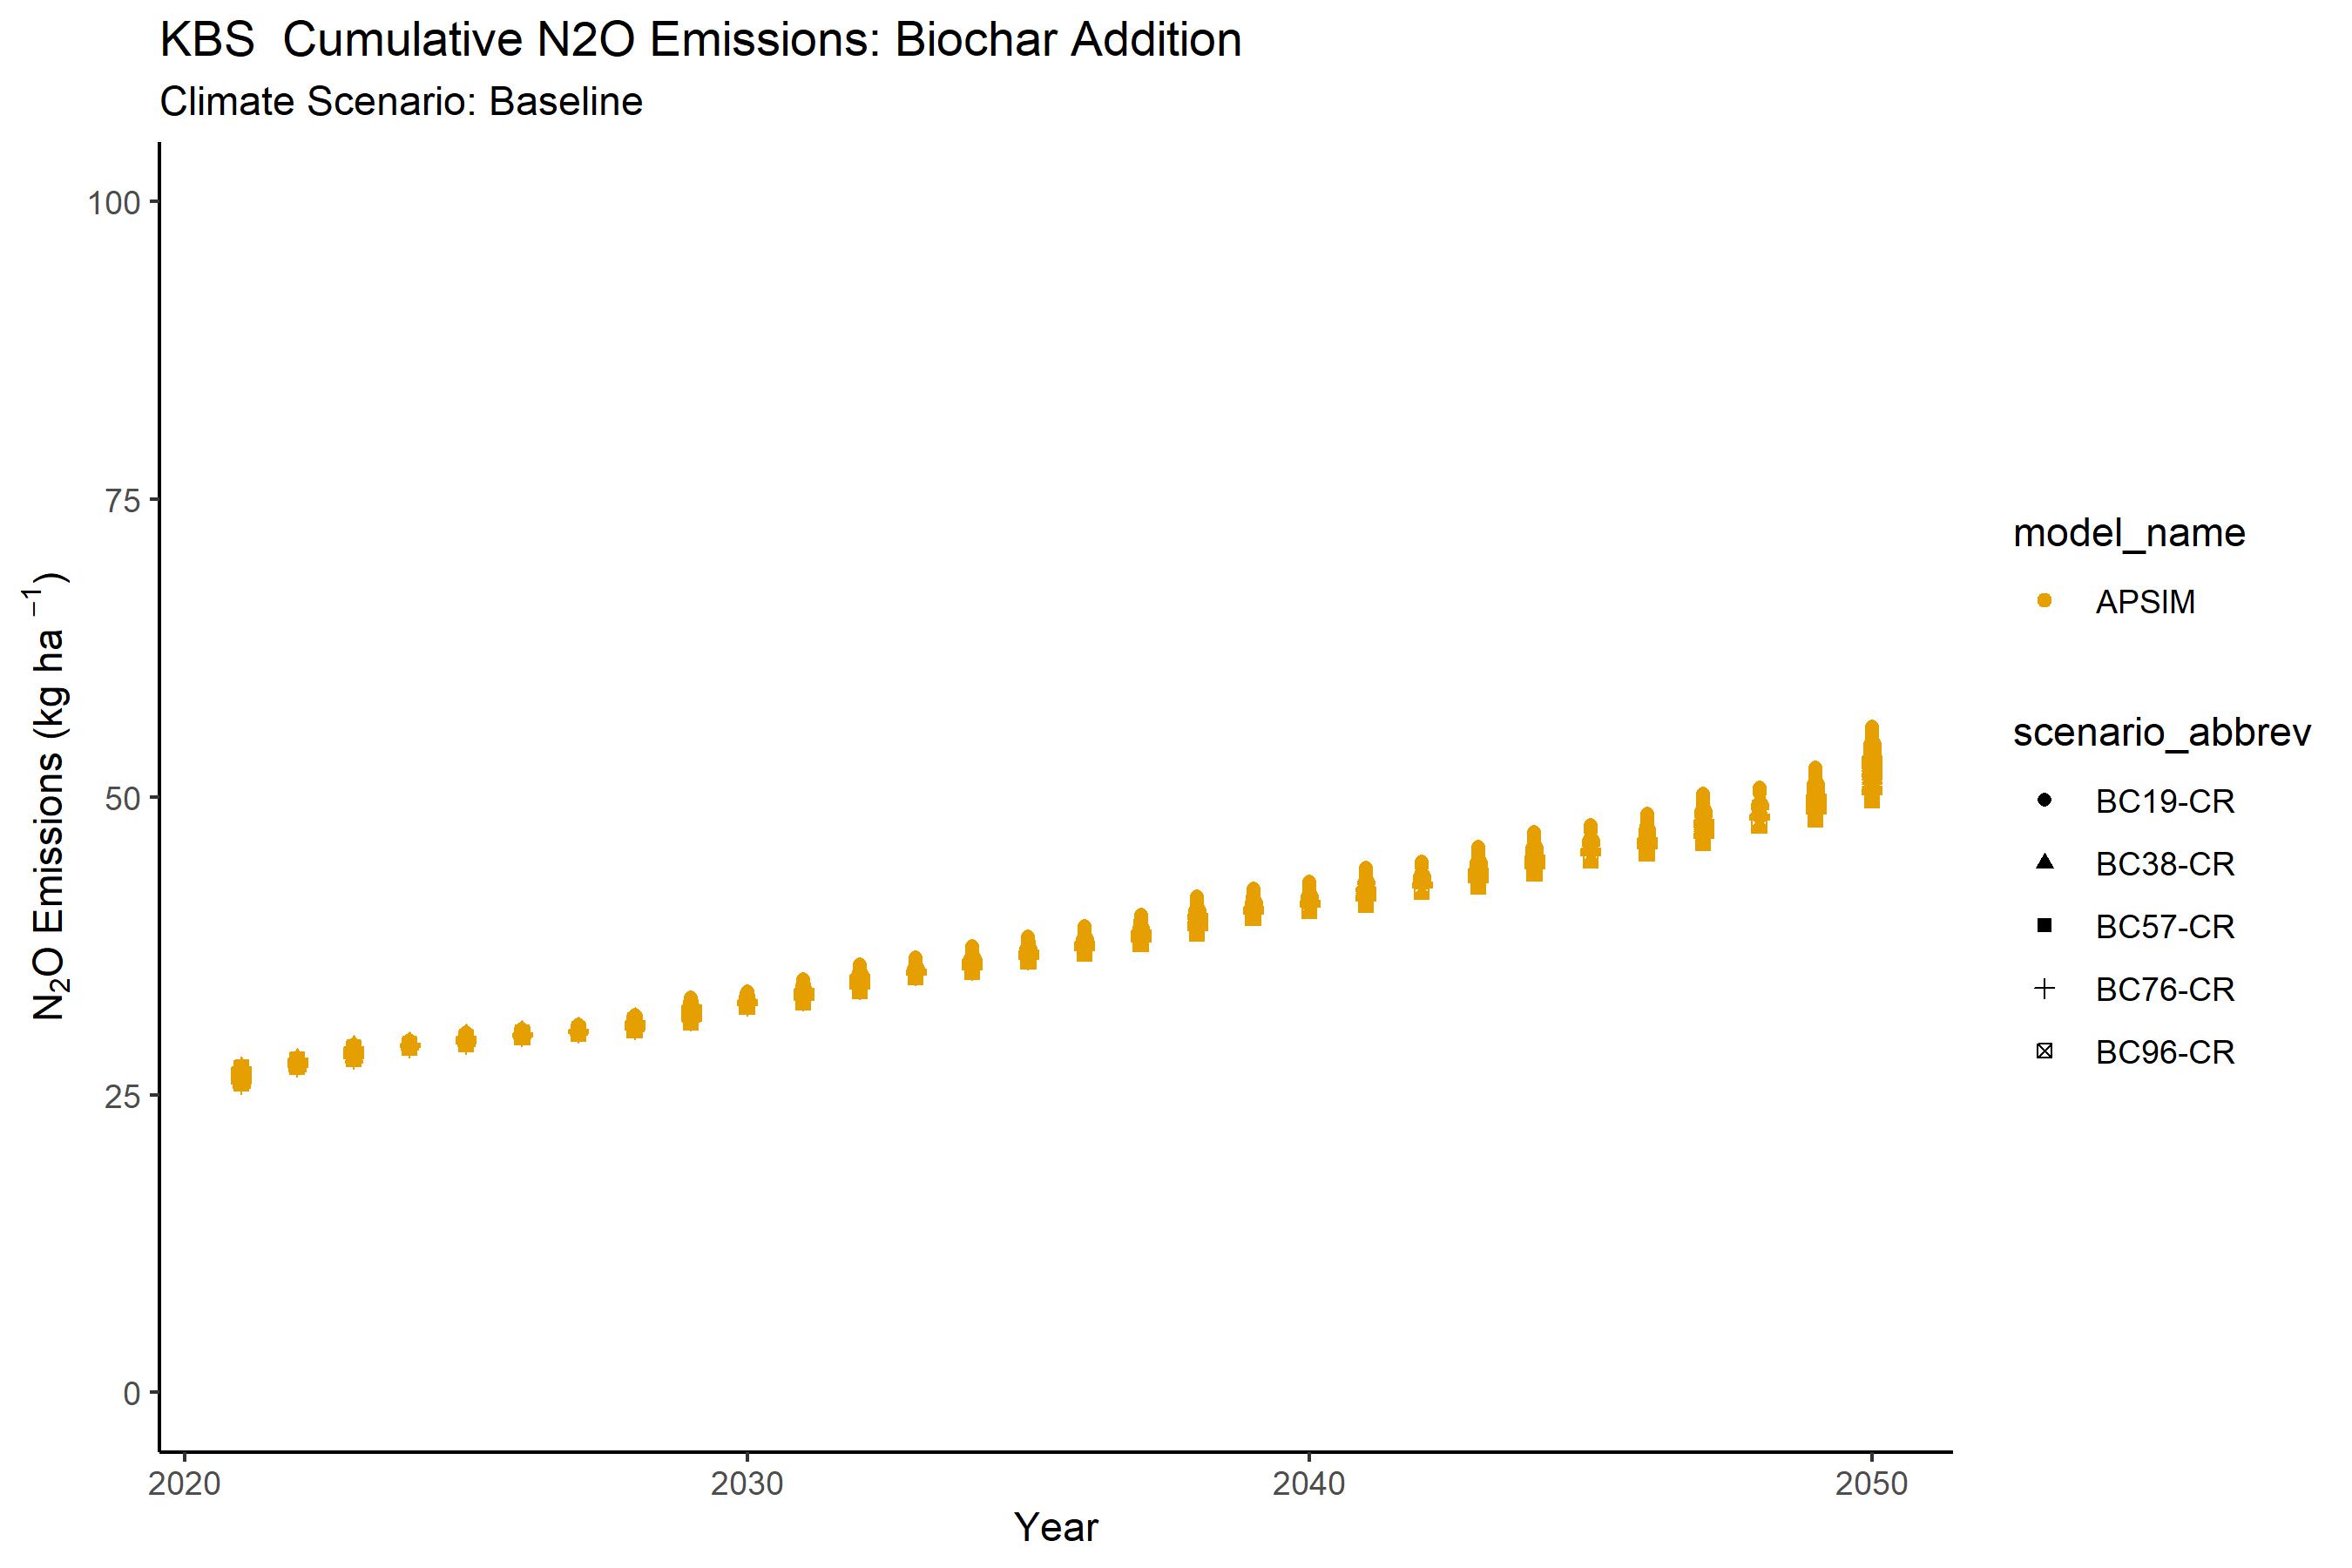 KBS  Cumulative N2O Emissions: Biochar Addition
Climate Scenario: Baseline
N₂O Emissions (kg ha ⁻¹)
100
75
50
25
0
2020
2030
2040
2050
Year
model_name
APSIM
scenario_abbrev
BC19-CR
BC38-CR
BC57-CR
BC76-CR
BC96-CR